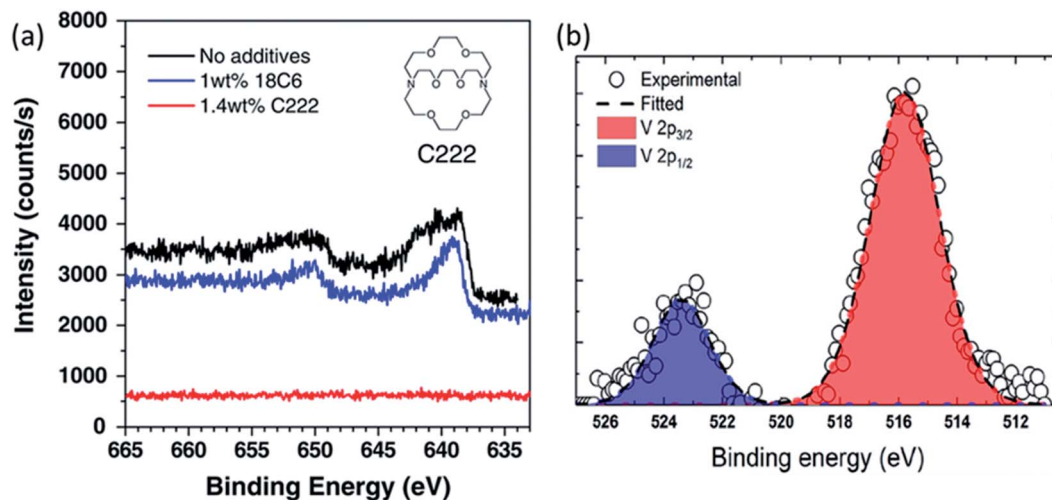 (a)
Intensity (counts/s)
8000
7000
6000
5000
4000
3000
2000
1000
0
No additives
1wt% 18C6
1.4wt% C222
O O
N O O N
O O
C222
665 660 655 650 645 640 635
Binding Energy (eV)
(b)
Experimental
Fitted
V 2p3/2
V 2p1/2
526 524 522 520 518 516 514 512
Binding energy (eV)